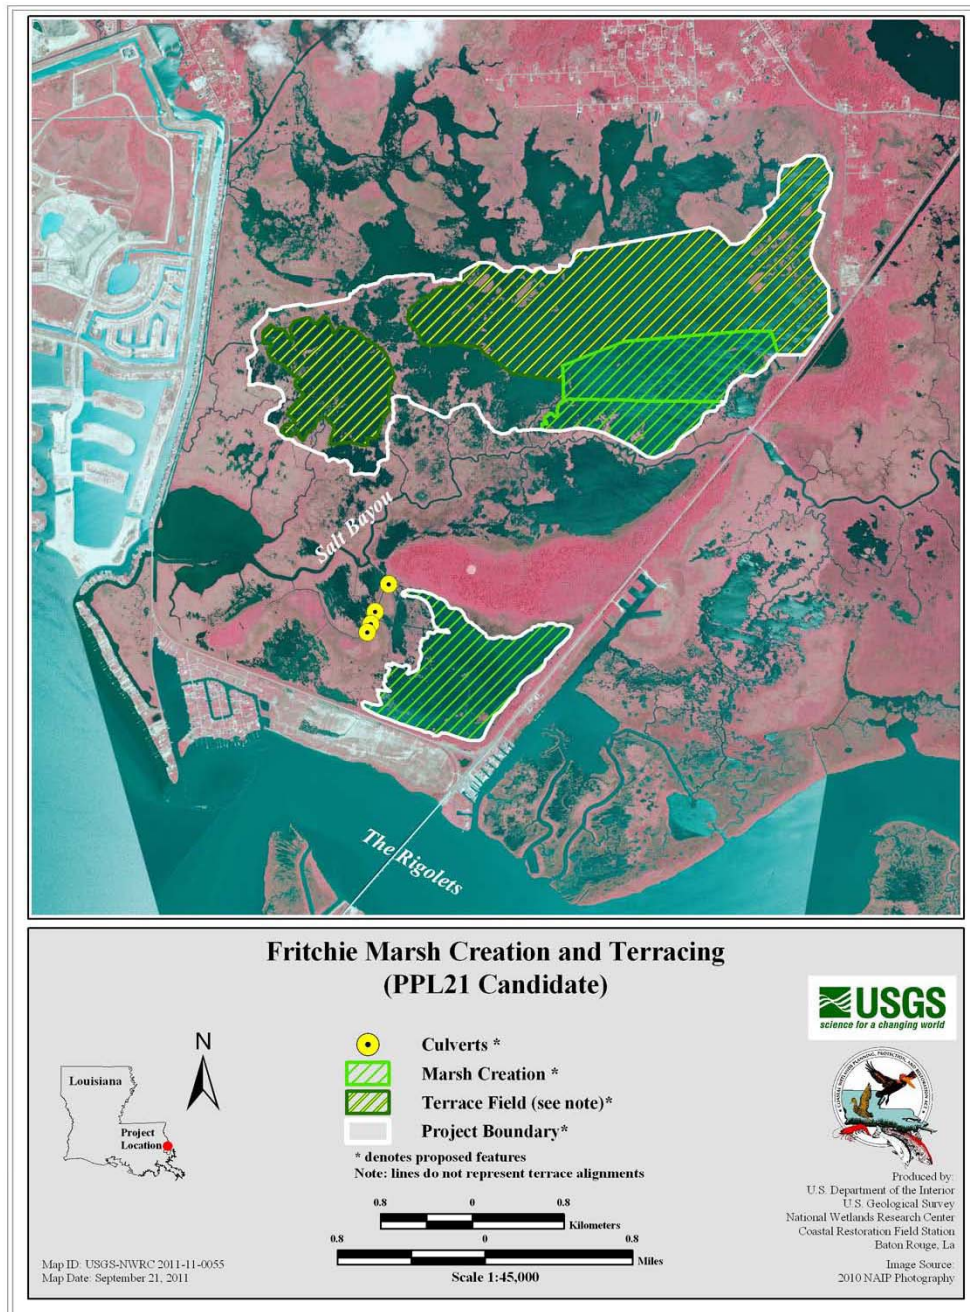 Salt Bayou
The Rigolets
Fritchie Marsh Creation and Terracing
(PPL21 Candidate)
USGS
science for a changing world
N
Louisiana
Project
Location
Culverts *
Marsh Creation *
Terrace Field (see note)*
Project Boundary*
* denotes proposed features
Note: lines do not represent terrace alignments
0.8 0 0.8
Kilometers
0.8 0 0.8
Miles
Scale 1:45,000
Map ID: USGS-NWRC 2011-11-0055
Map Date: September 21, 2011
Produced by:
U.S. Department of the Interior
U.S. Geological Survey
National Wetlands Research Center
Coastal Restoration Field Station
Baton Rouge, La
Image Source:
2010 NAIP Photography